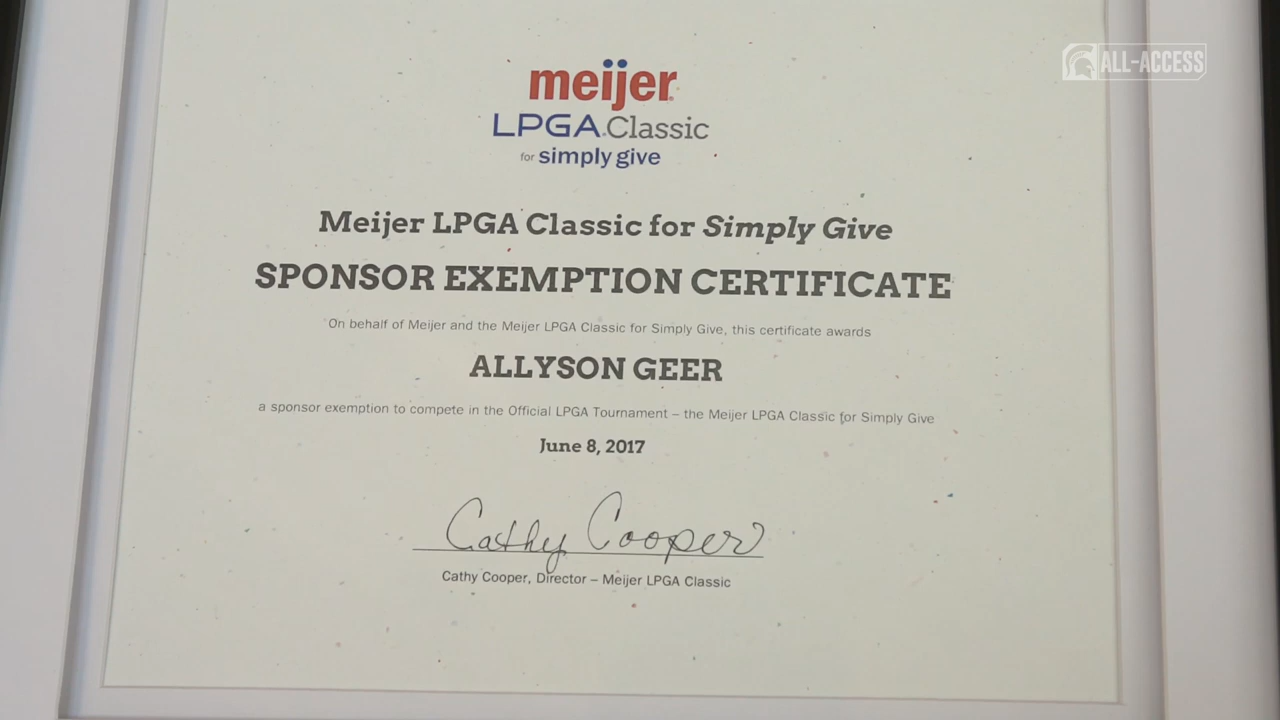 ALL-ACCESS
meijer
LPGA Classic
for simply give
Meijer LPGA Classic for Simply Give
SPONSOR EXEMPTION CERTIFICATE
On behalf of Meijer and the Meijer LPGA Classic for Simply Give, this certificate awards
ALLYSON GEER
a sponsor exemption to compete in the Official LPGA Tournament – the Meijer LPGA Classic for Simply Give
June 8, 2017
Cathy Cooper
Cathy Cooper, Director – Meijer LPGA Classic